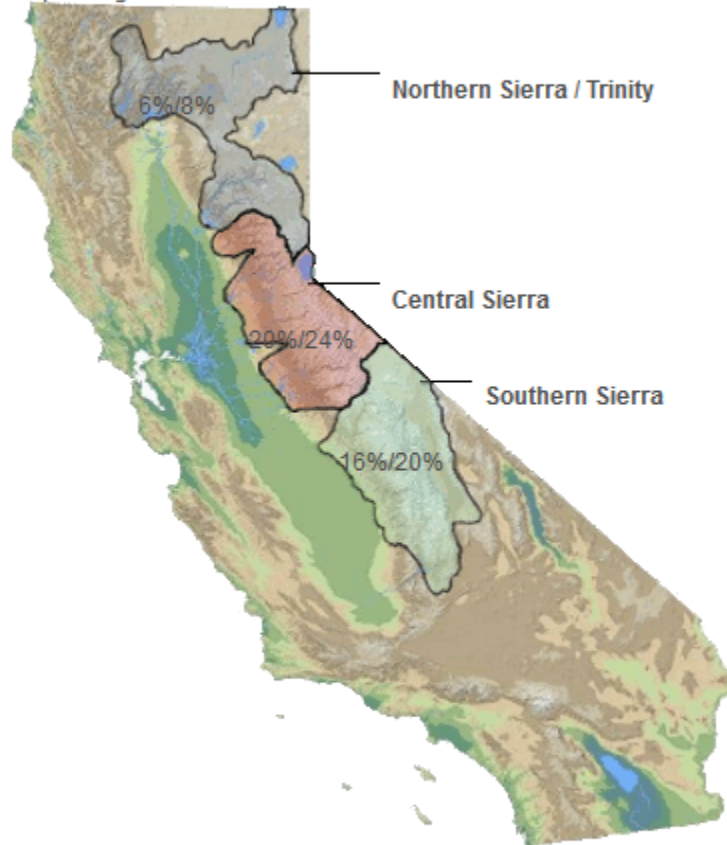 Northern Sierra / Trinity
6%/8%
Central Sierra
20%/24%
Southern Sierra
16%/20%